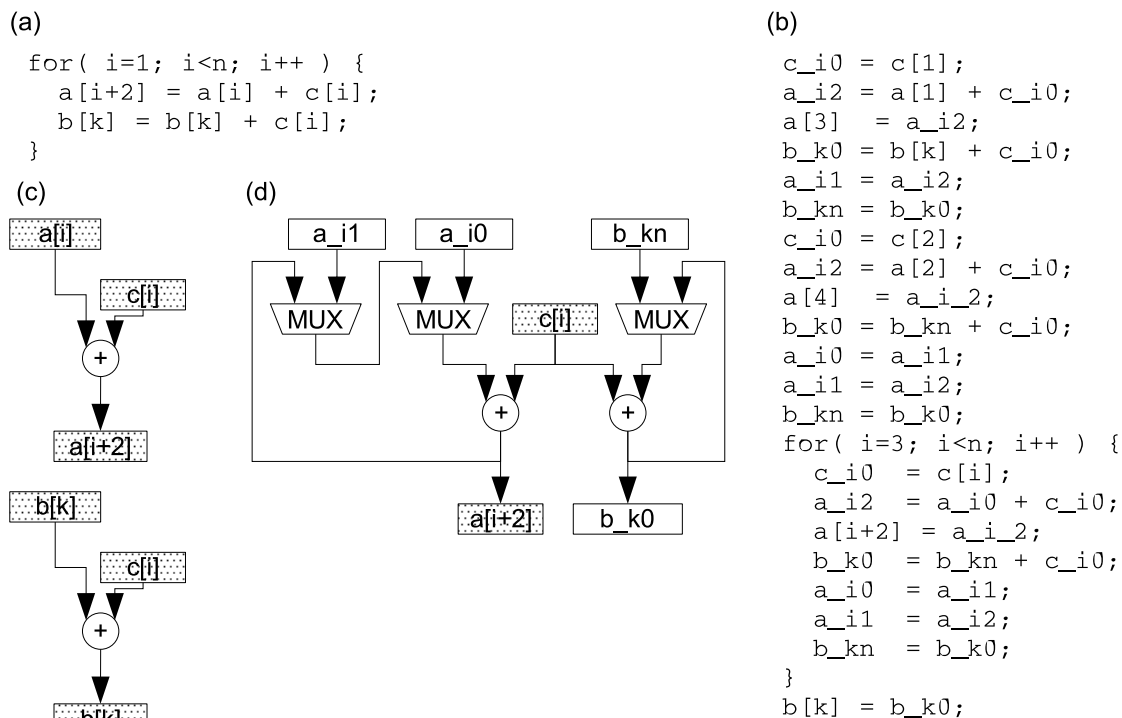 (a)
for( i=1; i<n; i++ ) {
a[i+2] = a[i] + c[i];
b[k] = b[k] + c[i];
}
(b)
c_i0 = c[1];
a_i2 = a[1] + c_i0;
a[3] = a_i2;
b_k0 = b[k] + c_i0;
a_i1 = a_i2;
b_kn = b_k0;
c_i0 = c[2];
a_i2 = a[2] + c_i0;
a[4] = a_i_2;
b_k0 = b_kn + c_i0;
a_i0 = a_i1;
a_i1 = a_i2;
b_kn = b_k0;
for( i=3; i<n; i++ ) {
c_i0 = c[i];
a_i2 = a_i0 + c_i0;
a[i+2] = a_i_2;
b_k0 = b_kn + c_i0;
a_i0 = a_i1;
a_i1 = a_i2;
b_kn = b_k0;
}
b[k] = b_k0;
(c)
a[i]
c[i]
+
a[i+2]
b[k]
c[i]
+
b[k]
(d)
a_i1 a_i0 b_kn
MUX MUX c[i] MUX
+ +
a[i+2] b_k0